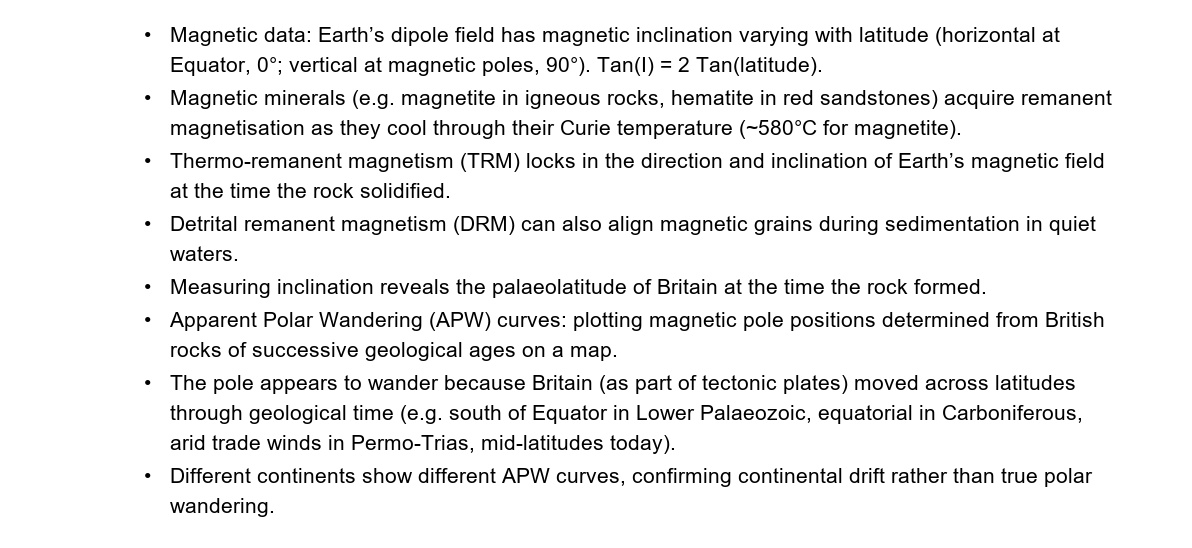 • Magnetic data: Earth’s dipole field has magnetic inclination varying with latitude (horizontal at
Equator, 0°; vertical at magnetic poles, 90°). Tan(I) = 2 Tan(latitude).
• Magnetic minerals (e.g. magnetite in igneous rocks, hematite in red sandstones) acquire remanent
magnetisation as they cool through their Curie temperature (~580°C for magnetite).
• Thermo-remanent magnetism (TRM) locks in the direction and inclination of Earth’s magnetic field
at the time the rock solidified.
• Detrital remanent magnetism (DRM) can also align magnetic grains during sedimentation in quiet
waters.
• Measuring inclination reveals the palaeolatitude of Britain at the time the rock formed.
• Apparent Polar Wandering (APW) curves: plotting magnetic pole positions determined from British
rocks of successive geological ages on a map.
• The pole appears to wander because Britain (as part of tectonic plates) moved across latitudes
through geological time (e.g. south of Equator in Lower Palaeozoic, equatorial in Carboniferous,
arid trade winds in Permo-Trias, mid-latitudes today).
• Different continents show different APW curves, confirming continental drift rather than true polar
wandering.